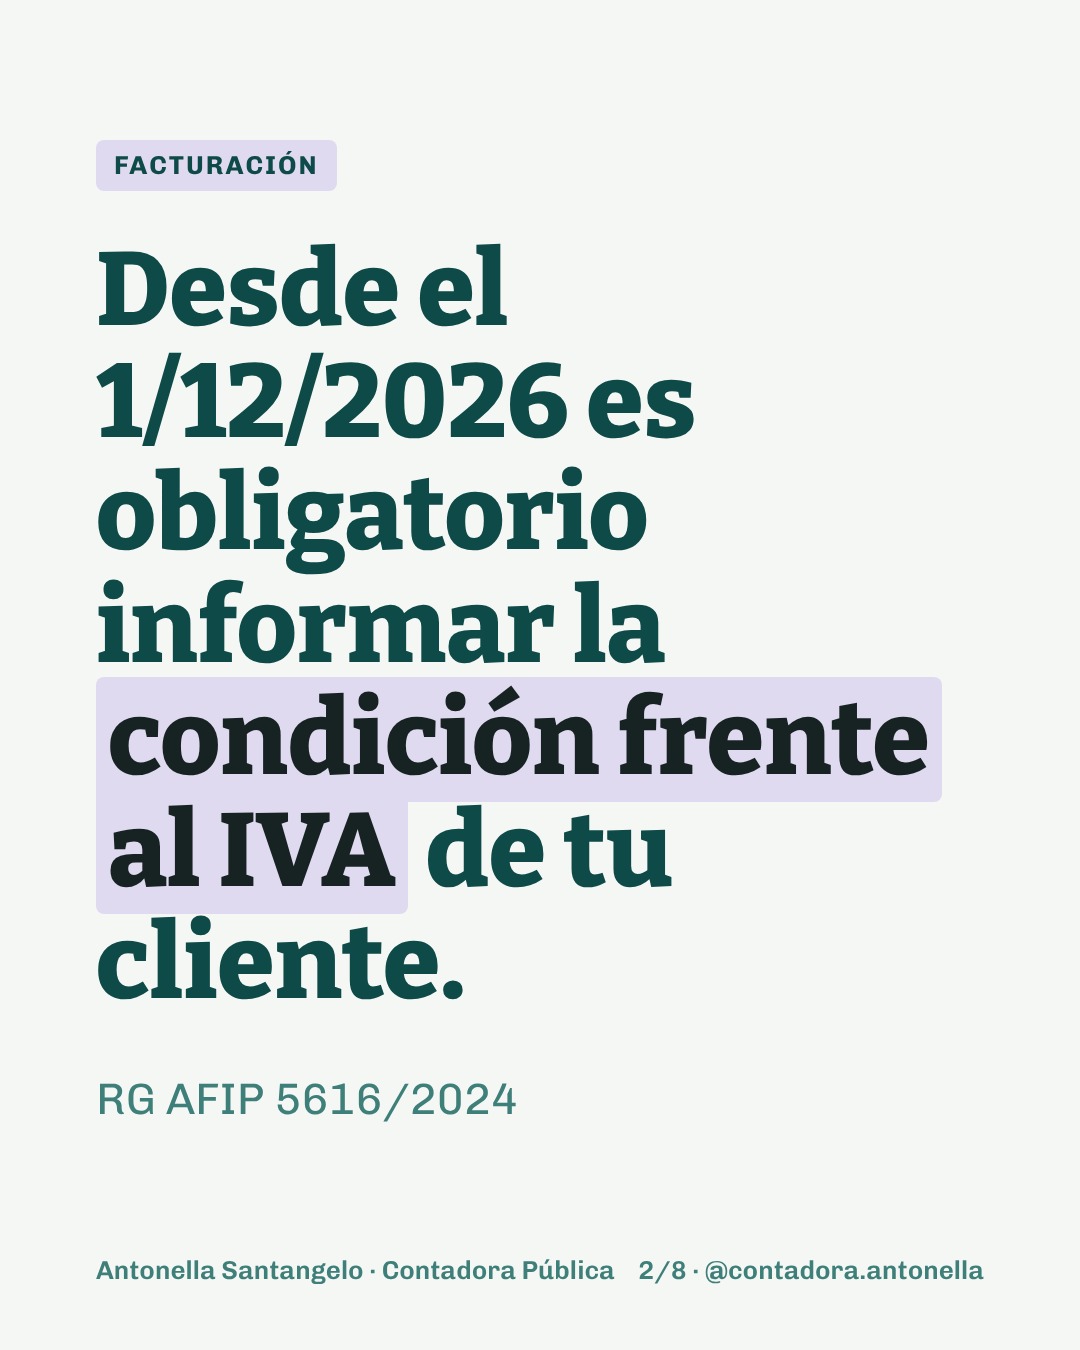 FACTURACIÓN
Desde el
1/12/2026 es
obligatorio
informar la
condición frente
al IVA de tu
cliente.
RG AFIP 5616/2024
Antonella Santangelo · Contadora Pública 2/8 · @contadora.antonella